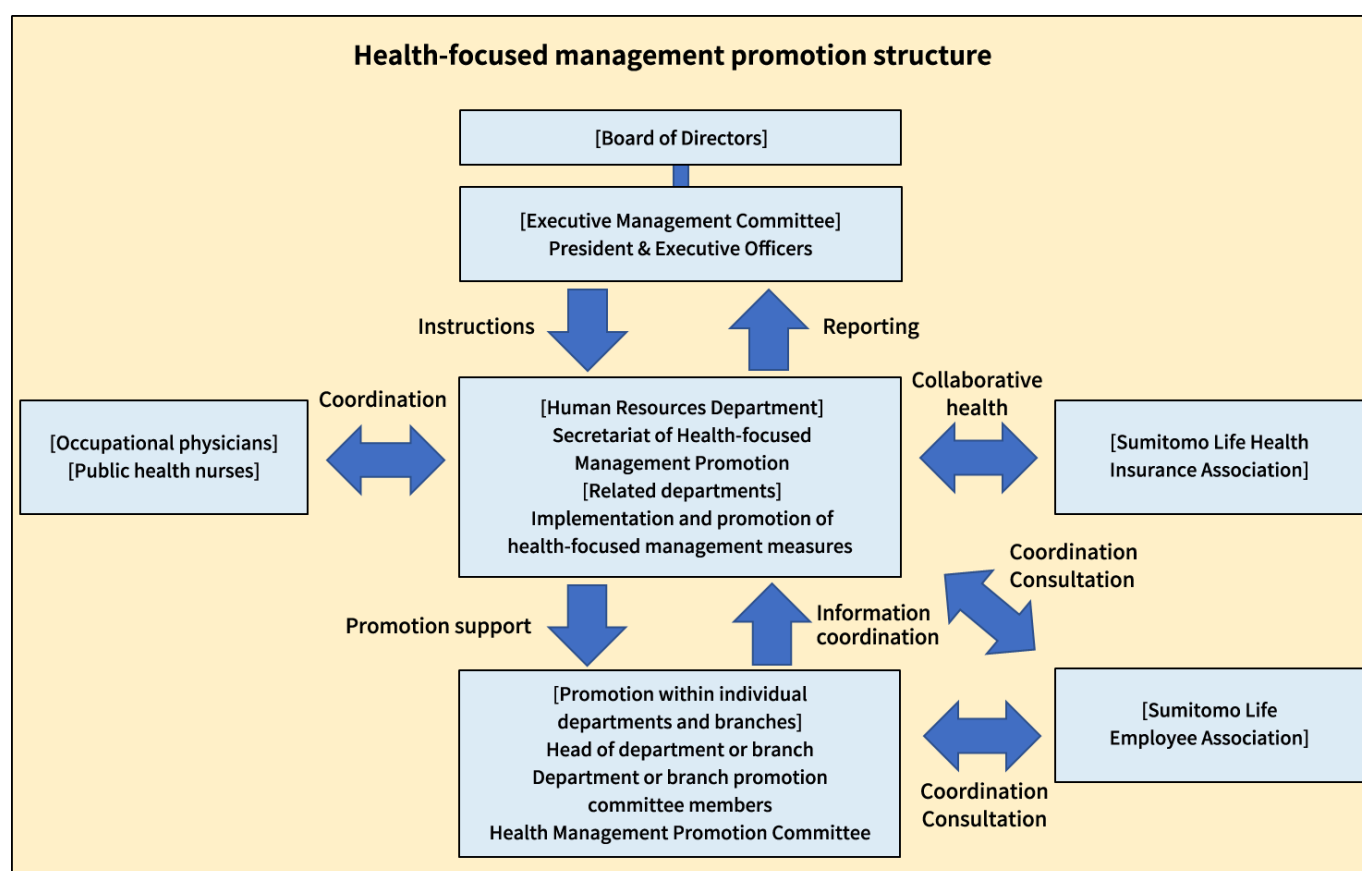 Health-focused management promotion structure
[Board of Directors]
[Executive Management Committee]
President & Executive Officers
Instructions
Reporting
Coordination
Collaborative
health
[Occupational physicians]
[Public health nurses]
[Human Resources Department]
Secretariat of Health-focused
Management Promotion
[Related departments]
Implementation and promotion of
health-focused management measures
[Sumitomo Life Health
Insurance Association]
Coordination
Consultation
Promotion support
Information
coordination
[Promotion within individual
departments and branches]
Head of department or branch
Department or branch promotion
committee members
Health Management Promotion Committee
[Sumitomo Life
Employee Association]
Coordination
Consultation